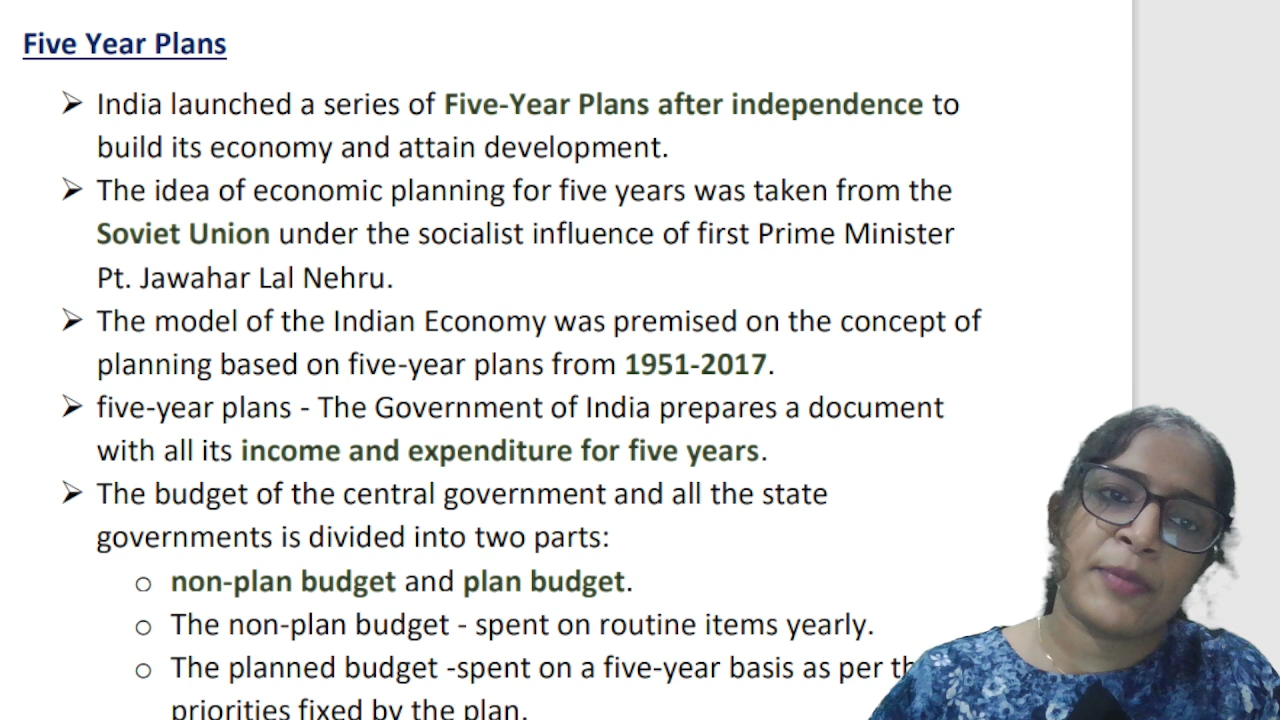 Five Year Plans
➢ India launched a series of Five-Year Plans after independence to
build its economy and attain development.
➢ The idea of economic planning for five years was taken from the
Soviet Union under the socialist influence of first Prime Minister
Pt. Jawahar Lal Nehru.
➢ The model of the Indian Economy was premised on the concept of
planning based on five-year plans from 1951-2017.
➢ five-year plans - The Government of India prepares a document
with all its income and expenditure for five years.
➢ The budget of the central government and all the state
governments is divided into two parts:
o non-plan budget and plan budget.
o The non-plan budget - spent on routine items yearly.
o The planned budget -spent on a five-year basis as per
priorities fixed by the plan.